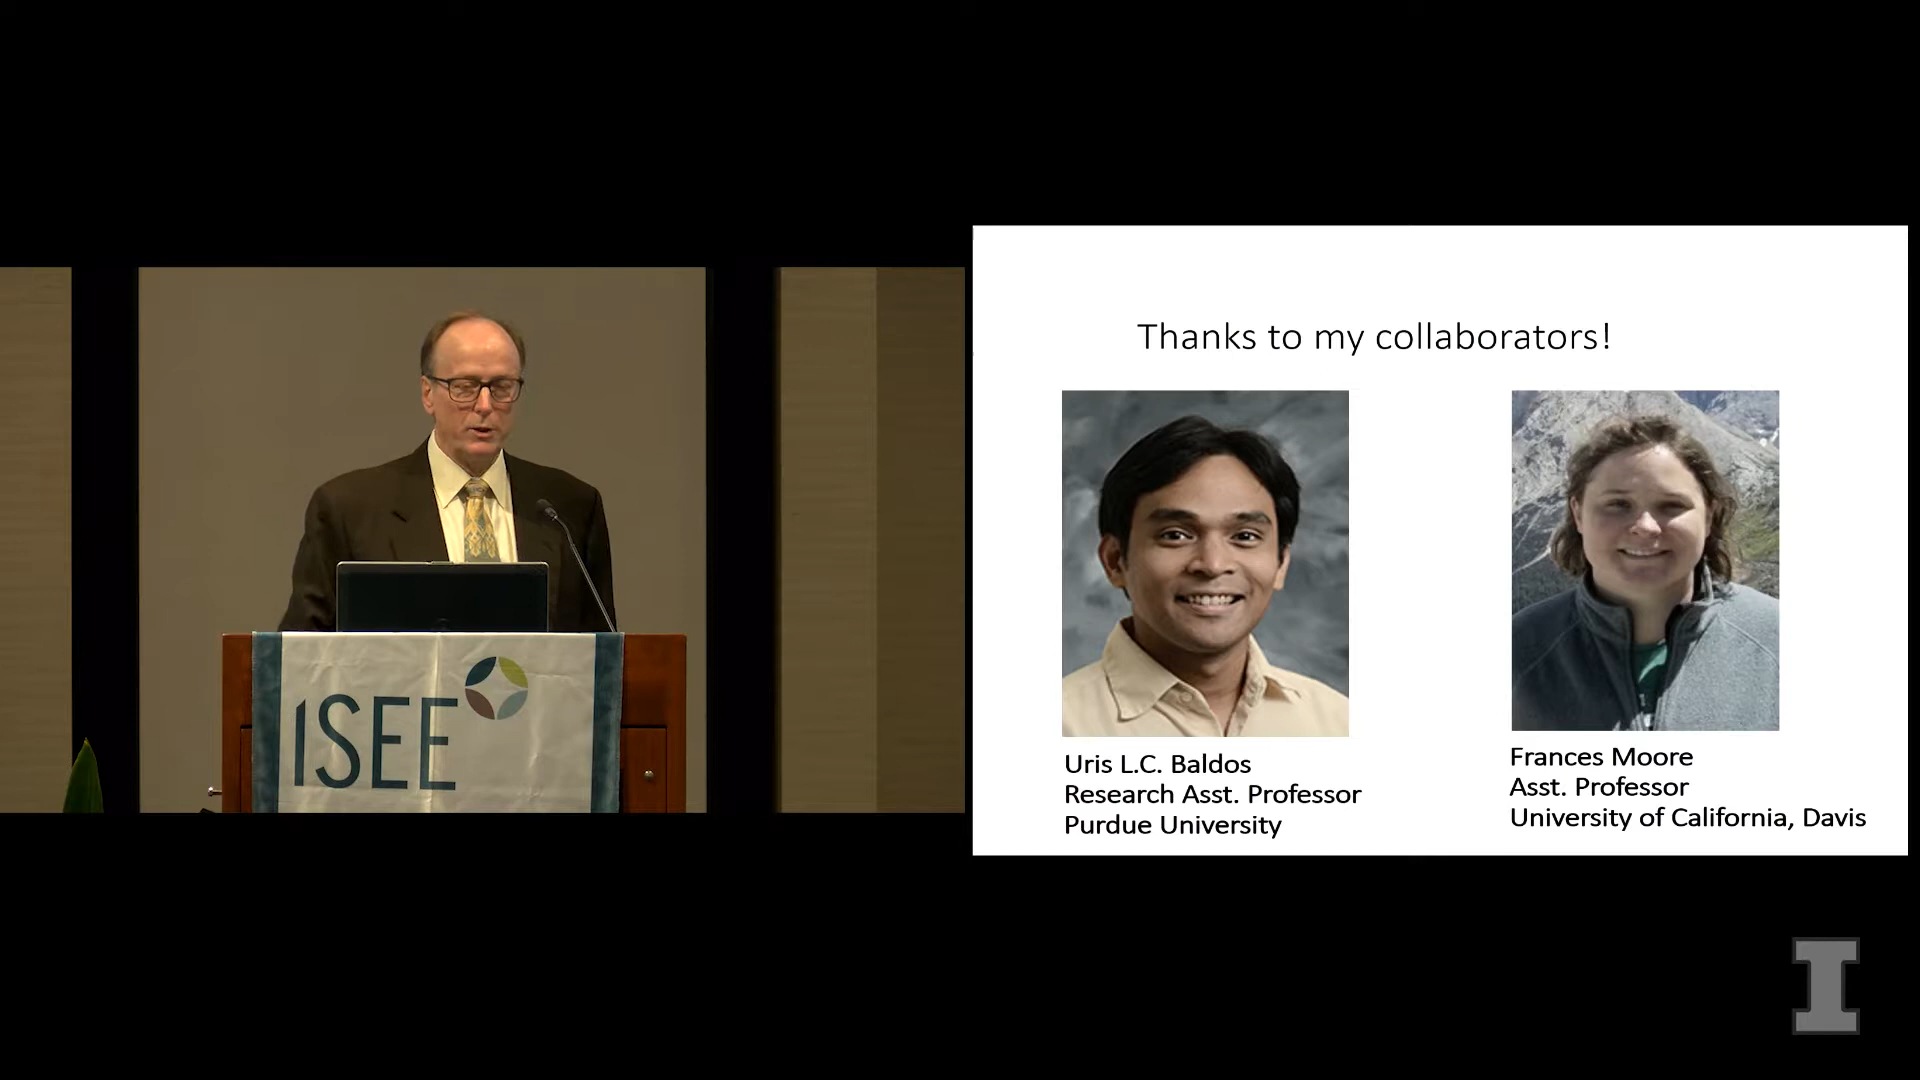 ISEE
Thanks to my collaborators!
Uris L.C. Baldos
Research Asst. Professor
Purdue University
Frances Moore
Asst. Professor
University of California, Davis
I